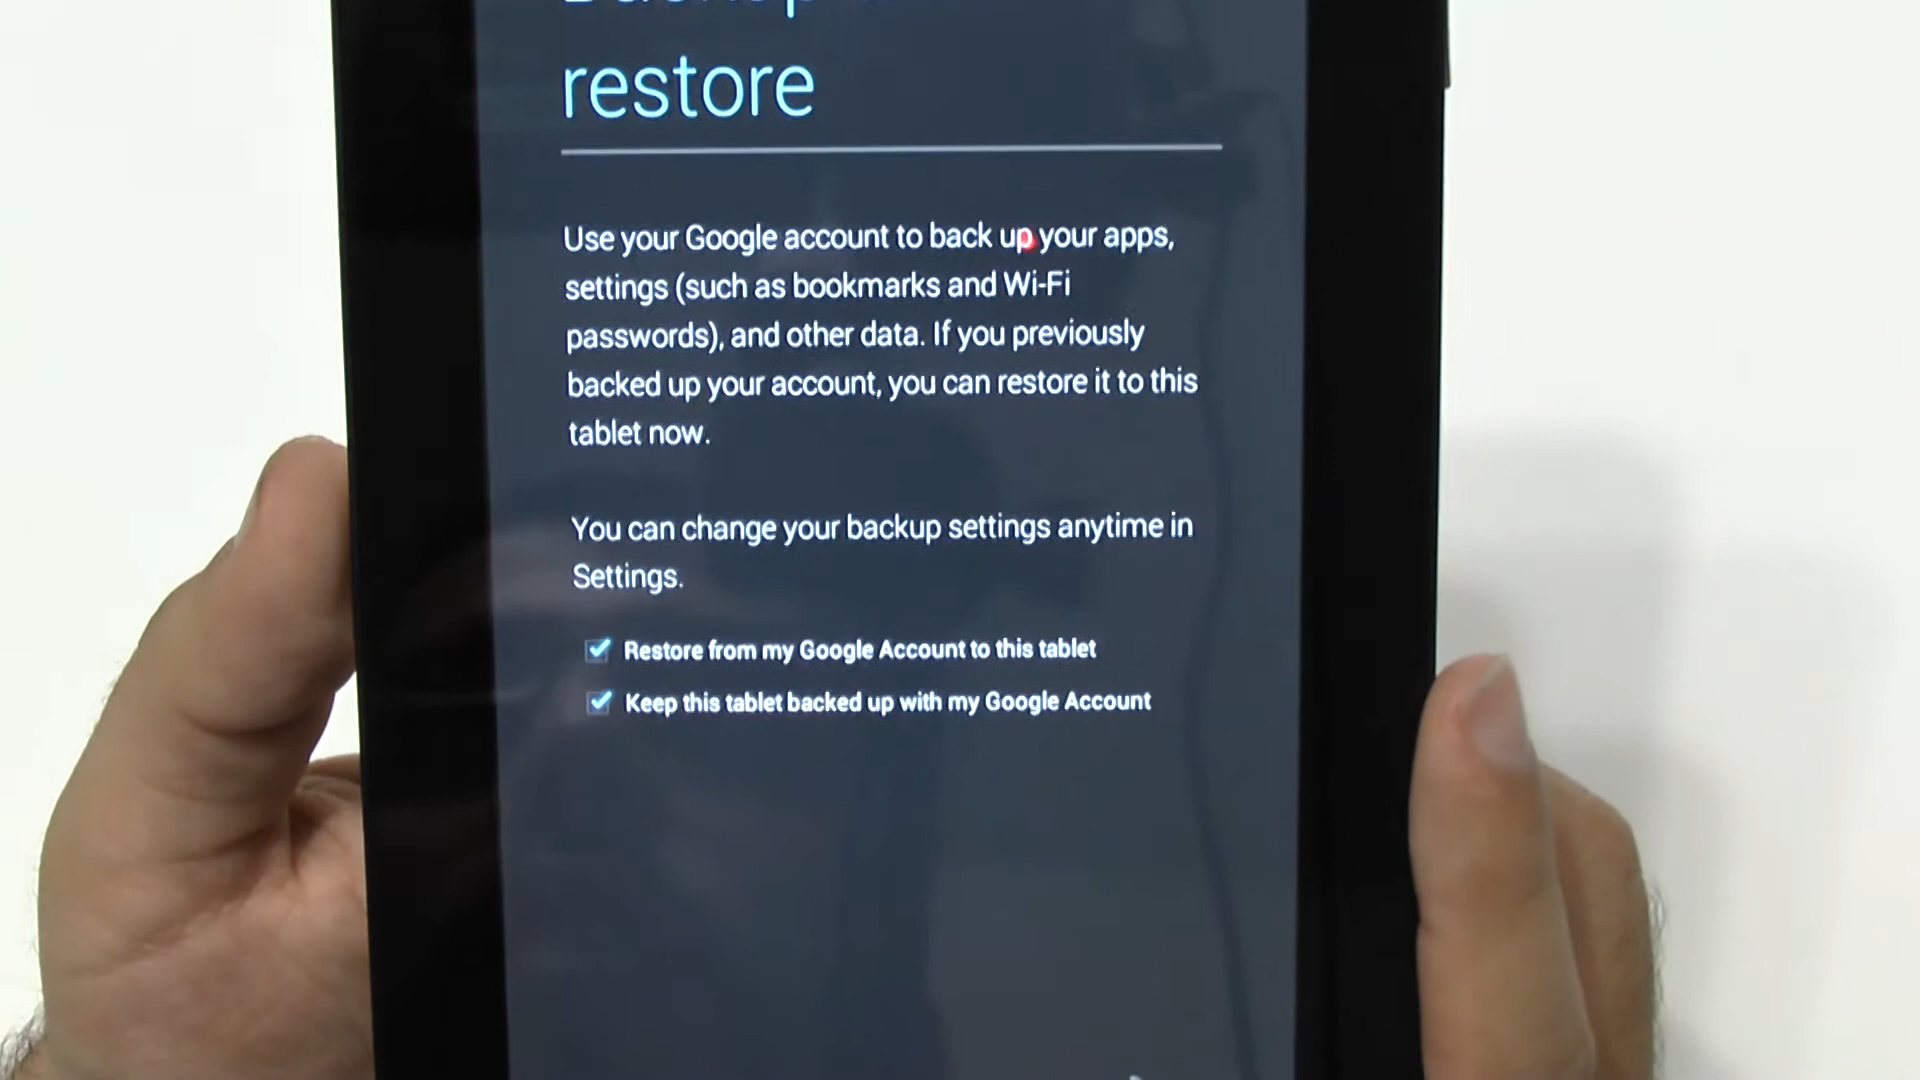 restore
Use your Google account to back up your apps,
settings (such as bookmarks and Wi-Fi
passwords), and other data. If you previously
backed up your account, you can restore it to this
tablet now.
You can change your backup settings anytime in
Settings.
Restore from my Google Account to this tablet
Keep this tablet backed up with my Google Account